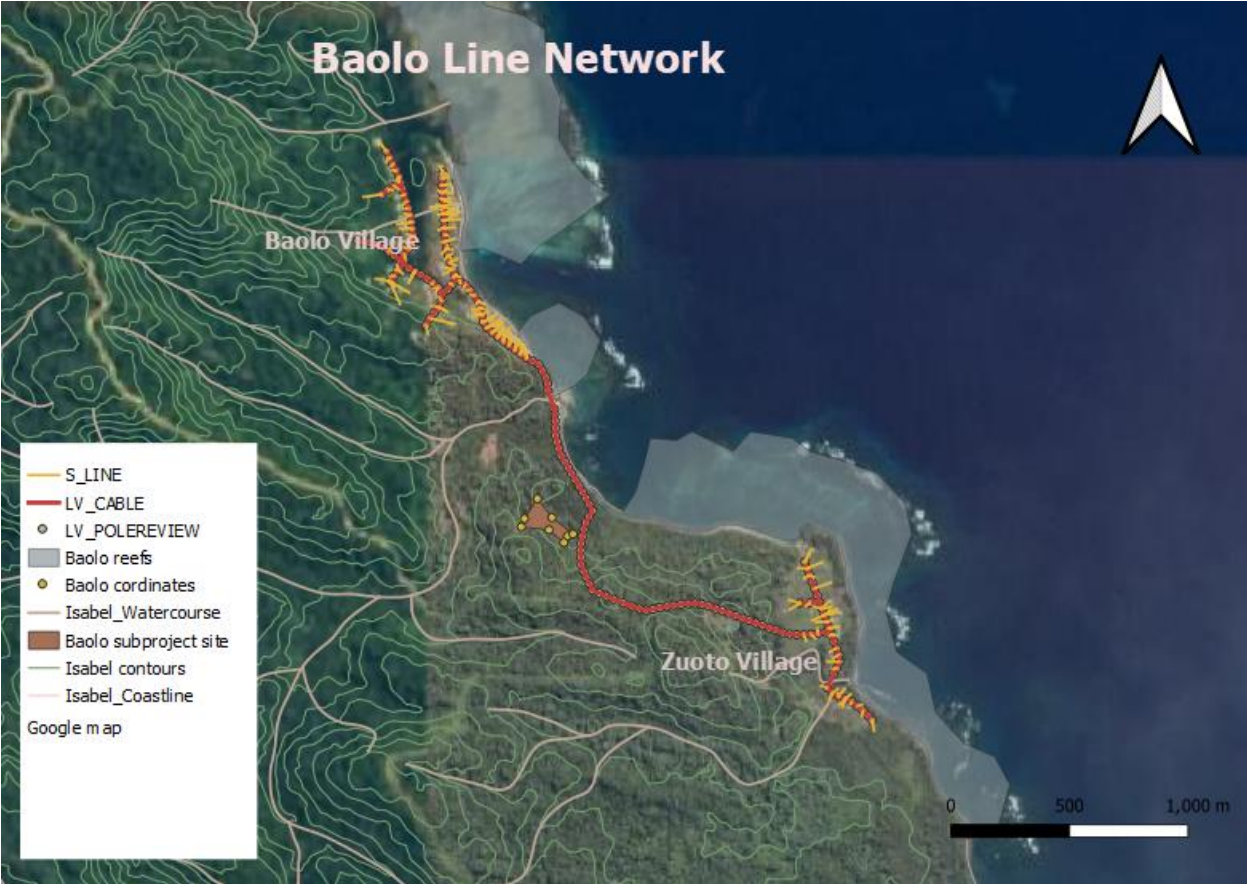 Baolo Line Network
Baolo Village
S_LINE
LV_CABLE
LV_POLEREVIEW
Baolo reefs
Baolo cordinates
Isabel_Watercourse
Baolo subproject site
Isabel contours
Isabel_Coastline
Google map
Zuoto Village
0 500 1,000 m